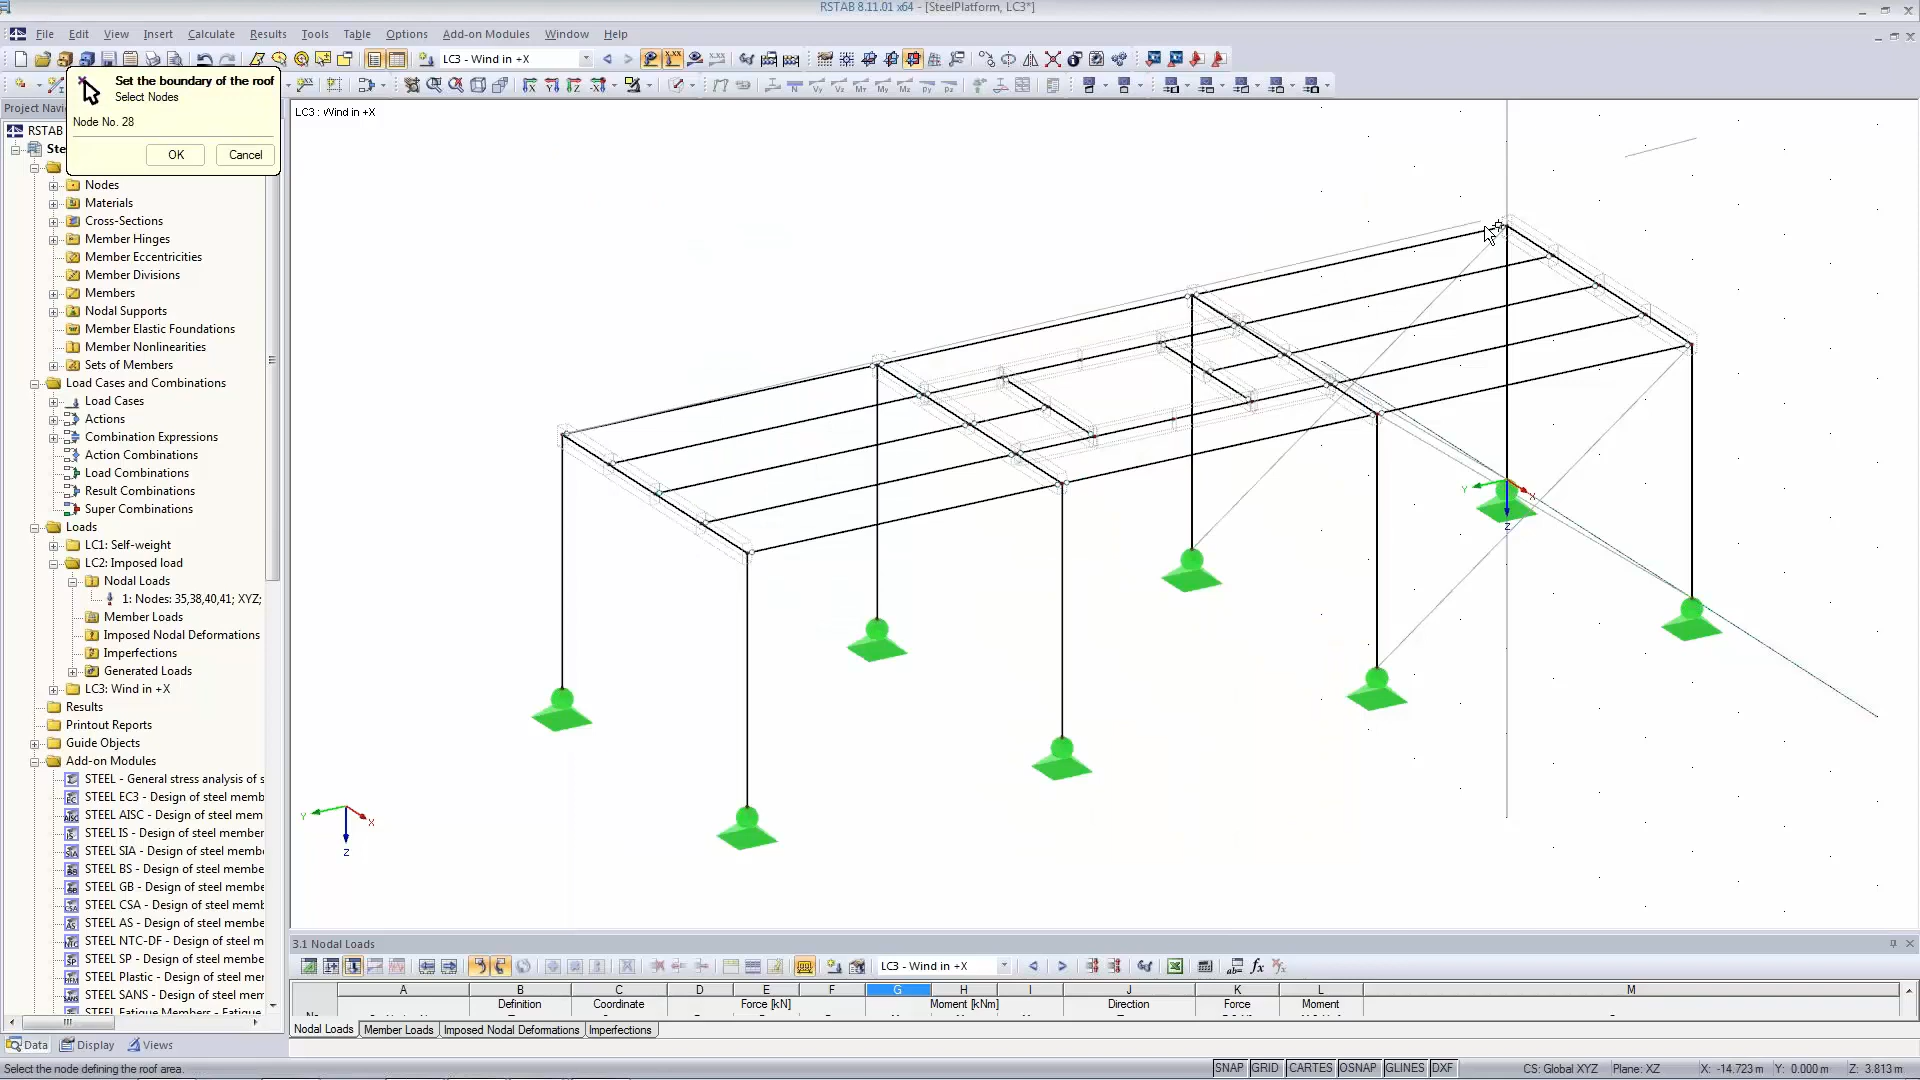 RSTAB 8.11.01 x64 - [SteelPlatform, LC3*]
File Edit View Insert Calculate Results Tools Table Options Add-on Modules Window Help
LC3 - Wind in +X
Set the boundary of the roof
Select Nodes
Node No. 28
OK Cancel
Project Navi
RSTAB
Ste
Nodes
Materials
Cross-Sections
Member Hinges
Member Eccentricities
Member Divisions
Members
Nodal Supports
Member Elastic Foundations
Member Nonlinearities
Sets of Members
Load Cases and Combinations
Load Cases
Actions
Combination Expressions
Action Combinations
Load Combinations
Result Combinations
Super Combinations
Loads
LC1: Self-weight
LC2: Imposed load
Nodal Loads
1: Nodes: 35,38,40,41; XYZ;
Member Loads
Imposed Nodal Deformations
Imperfections
Generated Loads
LC3: Wind in +X
Results
Printout Reports
Guide Objects
Add-on Modules
STEEL - General stress analysis of s
STEEL EC3 - Design of steel memb
STEEL AISC - Design of steel mem
STEEL IS - Design of steel member
STEEL SIA - Design of steel membe
STEEL BS - Design of steel membe
STEEL GB - Design of steel membe
STEEL CSA - Design of steel memb
STEEL AS - Design of steel membe
STEEL NTC-DF - Design of steel m
STEEL SP - Design of steel membe
STEEL Plastic - Design of steel mer
STEEL SANS - Design of steel mem
STEEL Fatigue Members - Fatigue
Data Display Views
LC3 : Wind in +X
Y X Z
Y X Z
3.1 Nodal Loads
LC3 - Wind in +X
A B C D E F G H I J K L M
Definition Coordinate Force [kN] Moment [kNm] Direction Force Moment
Nodal Loads Member Loads Imposed Nodal Deformations Imperfections
Select the node defining the roof area.
SNAP GRID CARTES OSNAP GLINES DXF CS: Global XYZ Plane: XZ X: -14.723 m Y: 0.000 m Z: 3.813 m